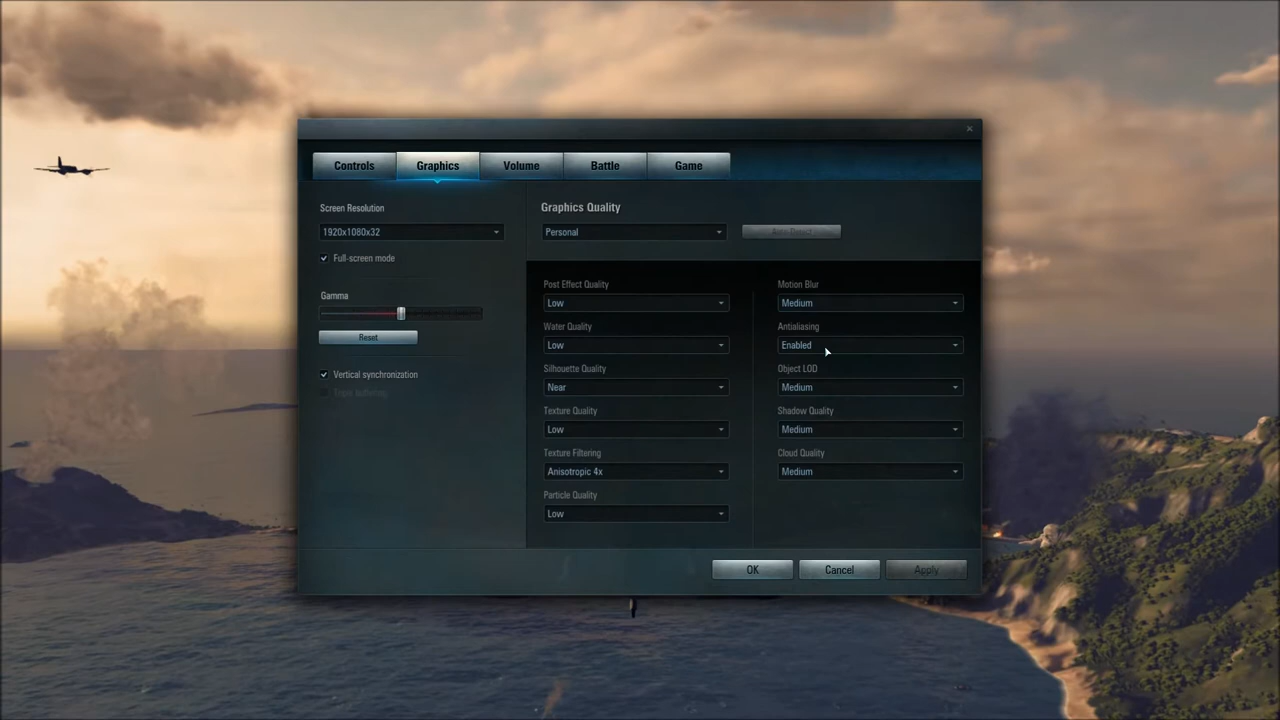 Controls
Graphics
Volume
Battle
Game
Screen Resolution
1920x1080x32
Full-screen mode
Gamma
Reset
Vertical synchronization
Graphics Quality
Personal
Post Effect Quality
Low
Water Quality
Low
Silhouette Quality
Near
Texture Quality
Low
Texture Filtering
Anisotropic 4x
Particle Quality
Low
Motion Blur
Medium
Antialiasing
Enabled
Object LOD
Medium
Shadow Quality
Medium
Cloud Quality
Medium
OK
Cancel
Apply